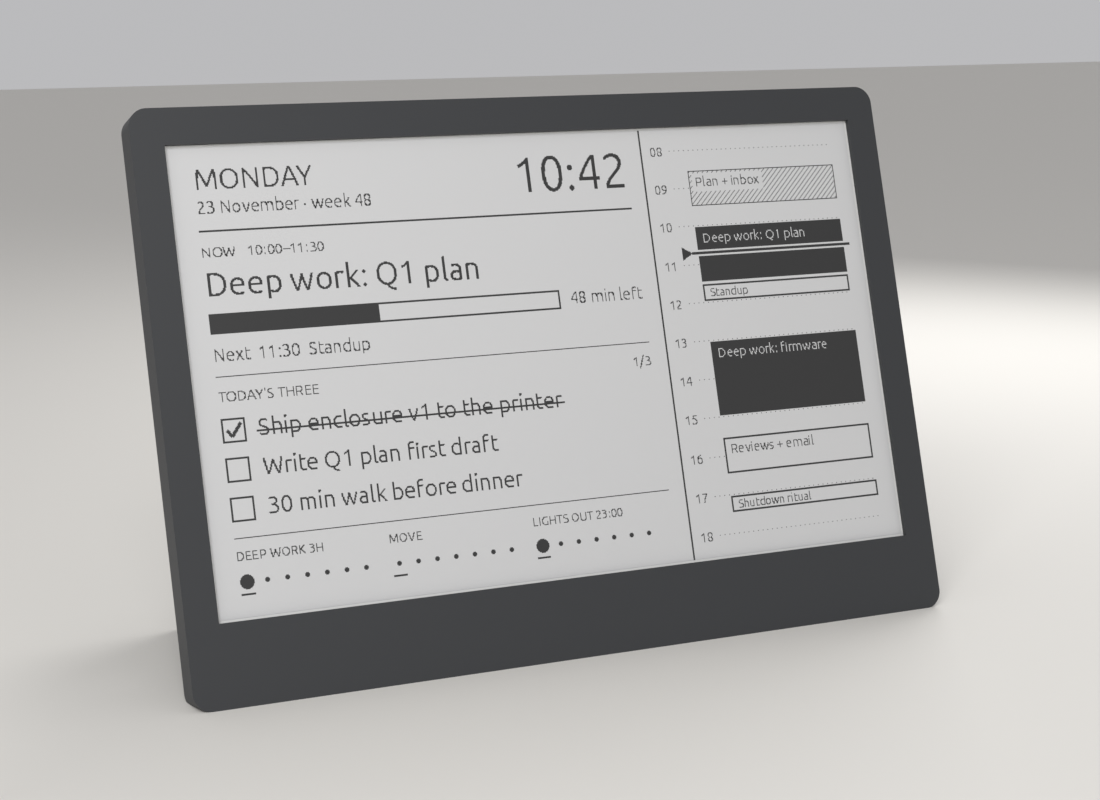 MONDAY
10:42
23 November · week 48
NOW 10:00–11:30
Deep work: Q1 plan
48 min left
Next 11:30 Standup
TODAY'S THREE
1/3
Ship enclosure v1 to the printer
Write Q1 plan first draft
30 min walk before dinner
DEEP WORK 3H
MOVE
LIGHTS OUT 23:00
08
Plan + inbox
09
10
Deep work: Q1 plan
11
Standup
12
13
Deep work: firmware
14
15
Reviews + email
16
17
Shutdown ritual
18